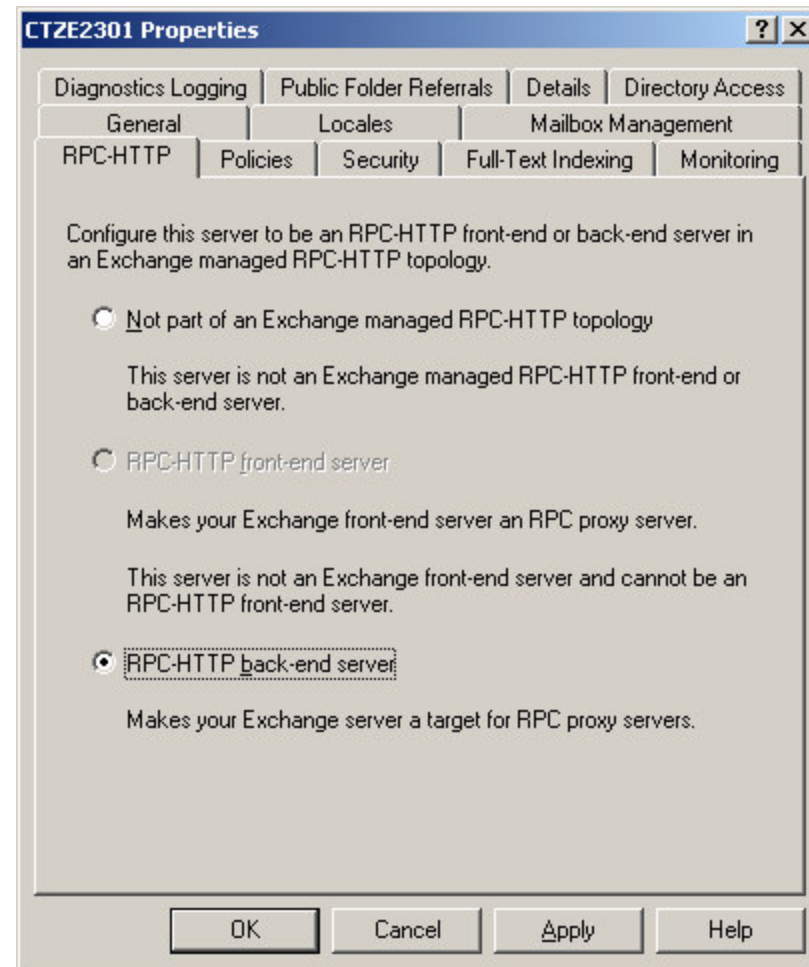 CTZE2301 Properties
? ×
Diagnostics Logging Public Folder Referrals Details Directory Access
General Locales Mailbox Management
RPC-HTTP Policies Security Full-Text Indexing Monitoring
Configure this server to be an RPC-HTTP front-end or back-end server in
an Exchange managed RPC-HTTP topology.
Not part of an Exchange managed RPC-HTTP topology
This server is not an Exchange managed RPC-HTTP front-end or
back-end server.
RPC-HTTP front-end server
Makes your Exchange front-end server an RPC proxy server.
This server is not an Exchange front-end server and cannot be an
RPC-HTTP front-end server.
RPC-HTTP back-end server
Makes your Exchange server a target for RPC proxy servers.
OK Cancel Apply Help